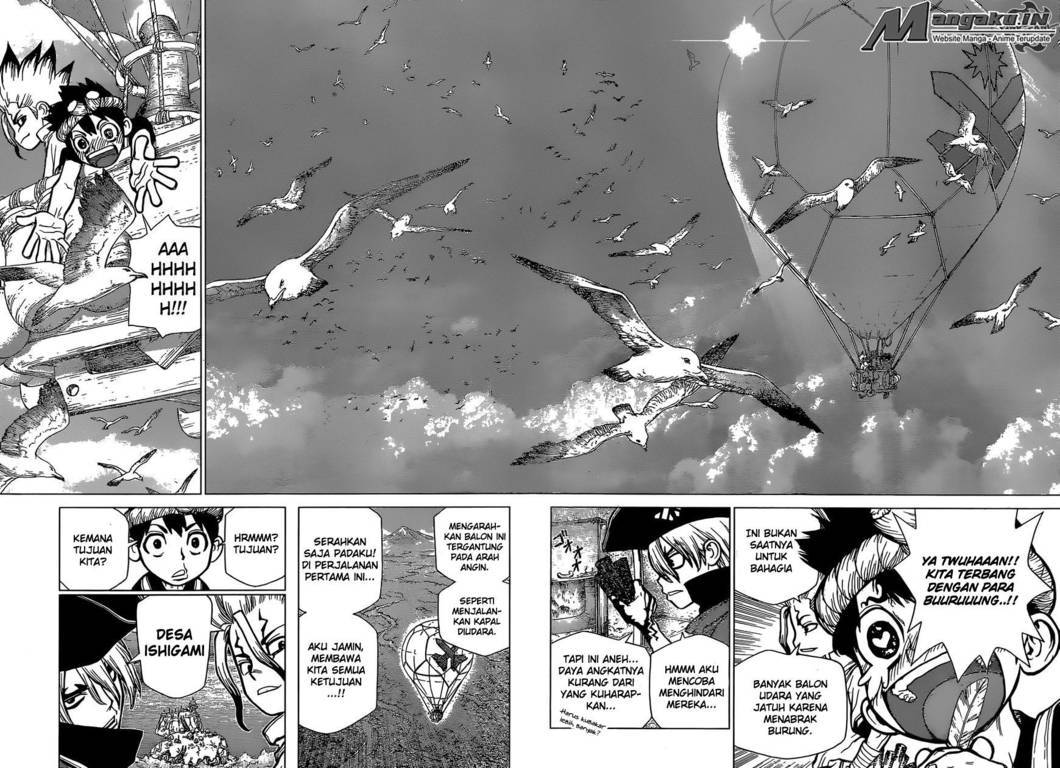 Mangaku.iN
Website Manga - Anime Terupdate
AAA
HHHH
HHHH
H!!!
YA TWUHAAAN!!
KITA TERBANG
DENGAN PARA
BUURUUUNG..!!
INI BUKAN
SAATNYA
UNTUK
BAHAGIA
BANYAK BALON
UDARA YANG
JATUH KARENA
MENABRAK
BURUNG.
HMMM AKU
MENCOBA
MENGHINDARI
MEREKA...
TAPI INI ANEH...
DAYA ANGKATNYA
KURANG DARI
YANG KUHARAP-
KAN...
Harus kubakar
lebih banyak?
MENGARAH-
KAN BALON INI
TERGANTUNG
PADA ARAH
ANGIN.
SEPERTI
MENJALAN-
KAN KAPAL
DIUDARA.
SERAHKAN
SAJA PADAKU!
DI PERJALANAN
PERTAMA INI...
AKU JAMIN,
MEMBAWA
KITA SEMUA
KETUJUAN
...!!
HRMMM?
TUJUAN?
KEMANA
TUJUAN
KITA?
DESA
ISHIGAMI